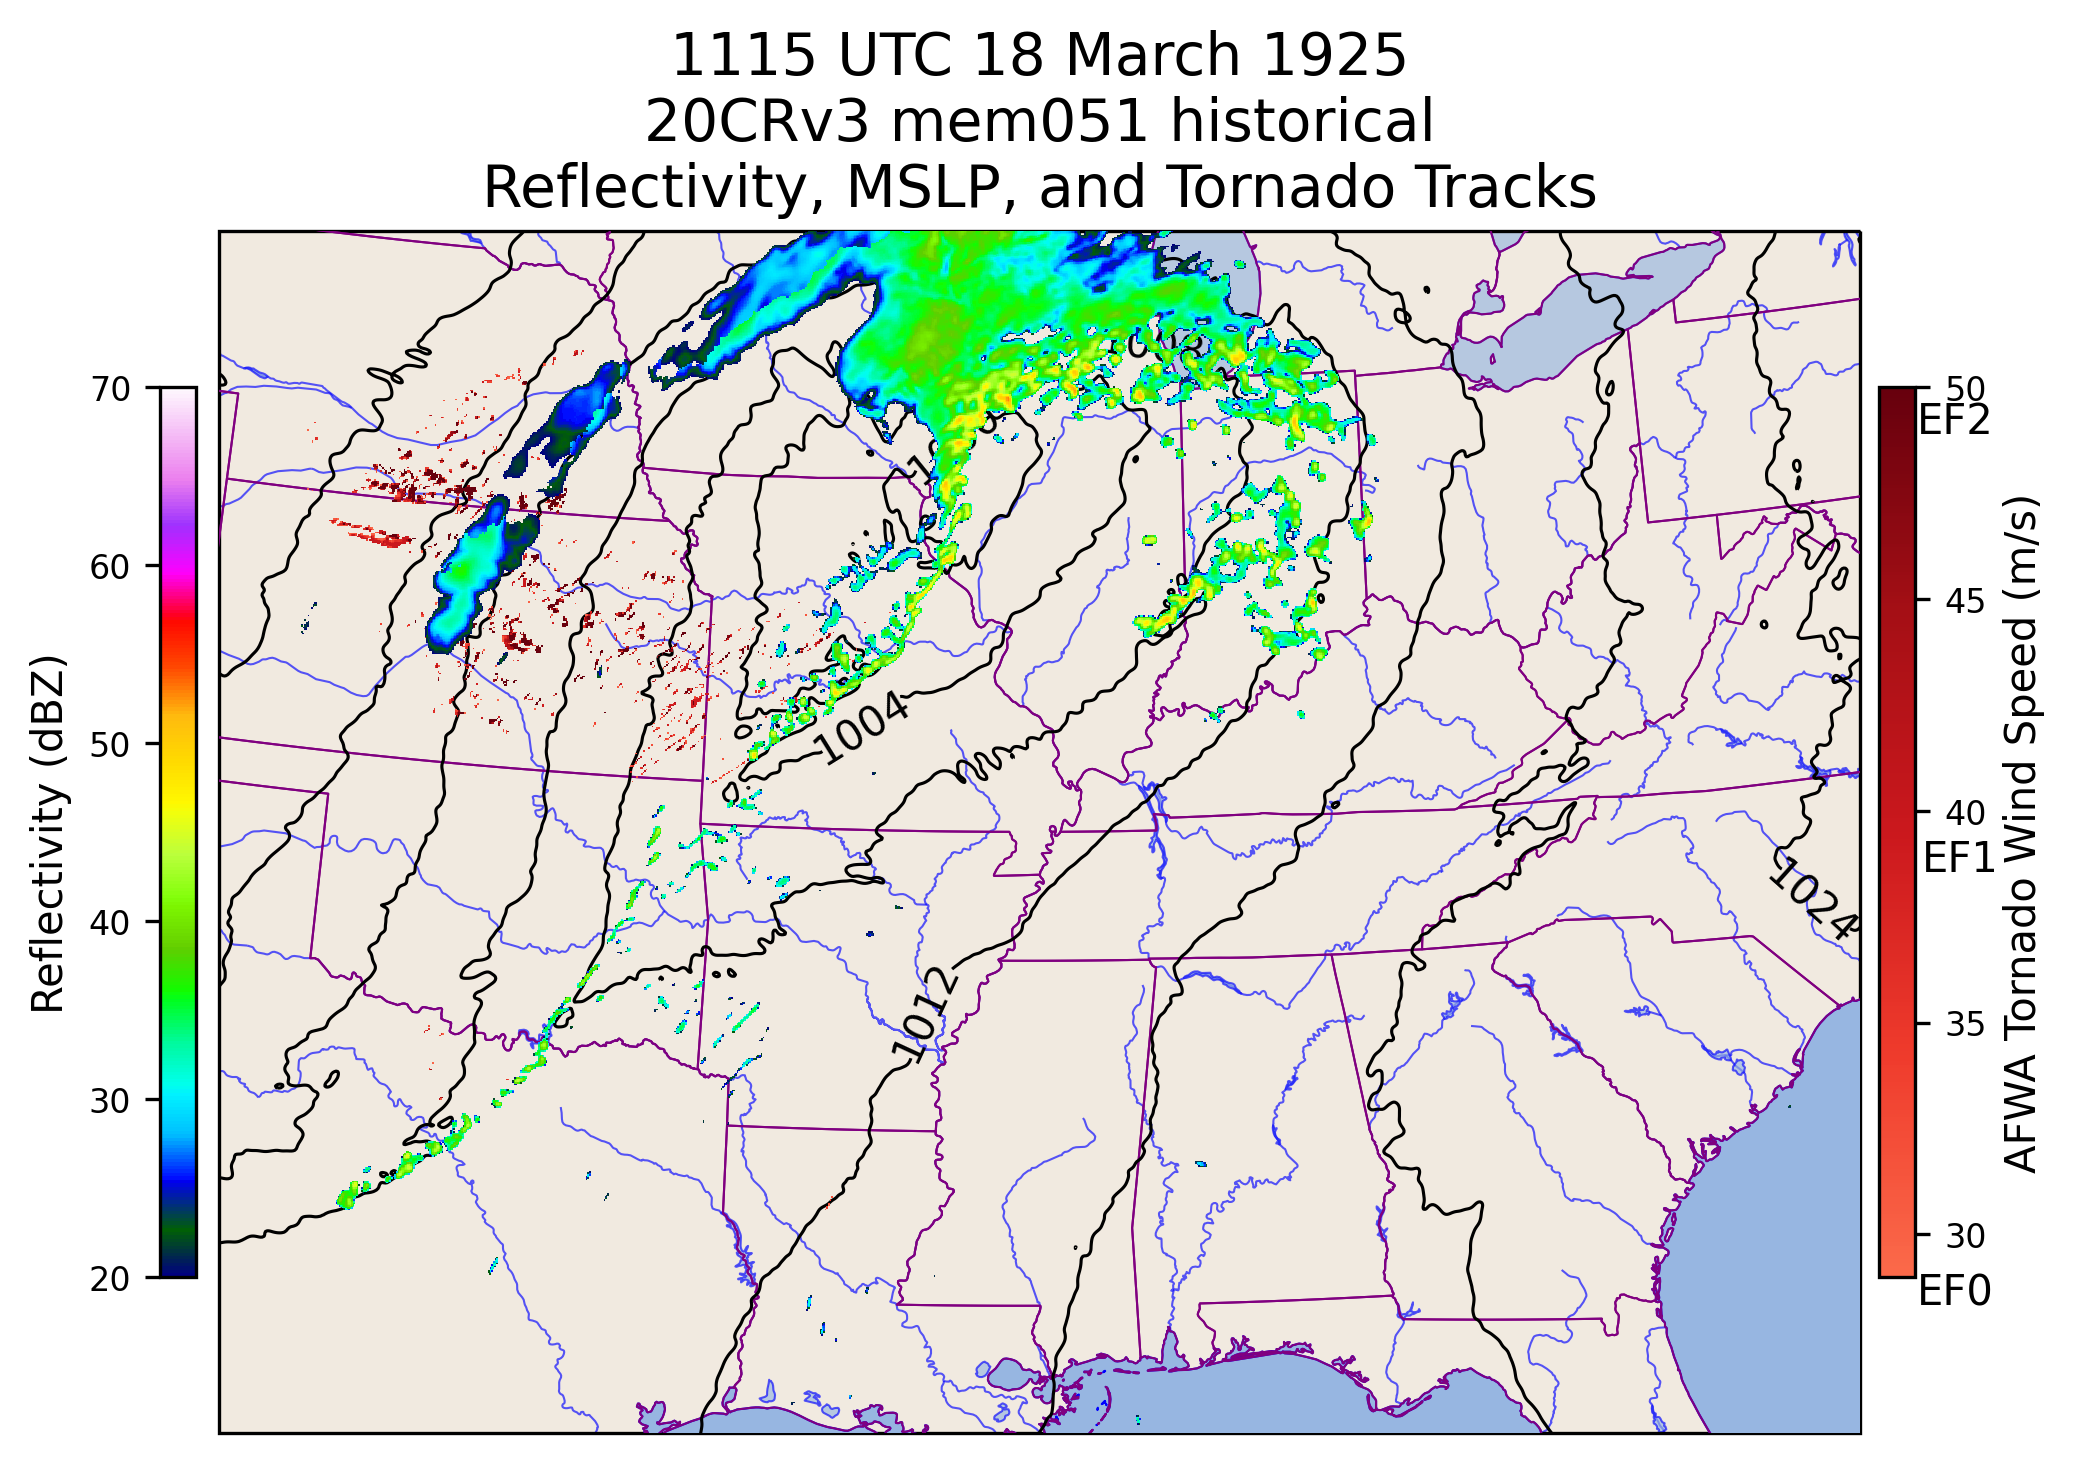 1115 UTC 18 March 1925
20CRv3 mem051 historical
Reflectivity, MSLP, and Tornado Tracks
70
60
50
40
30
20
Reflectivity (dBZ)
1004
1012
1024
50
EF2
45
40
EF1
35
30
EF0
AFWA Tornado Wind Speed (m/s)